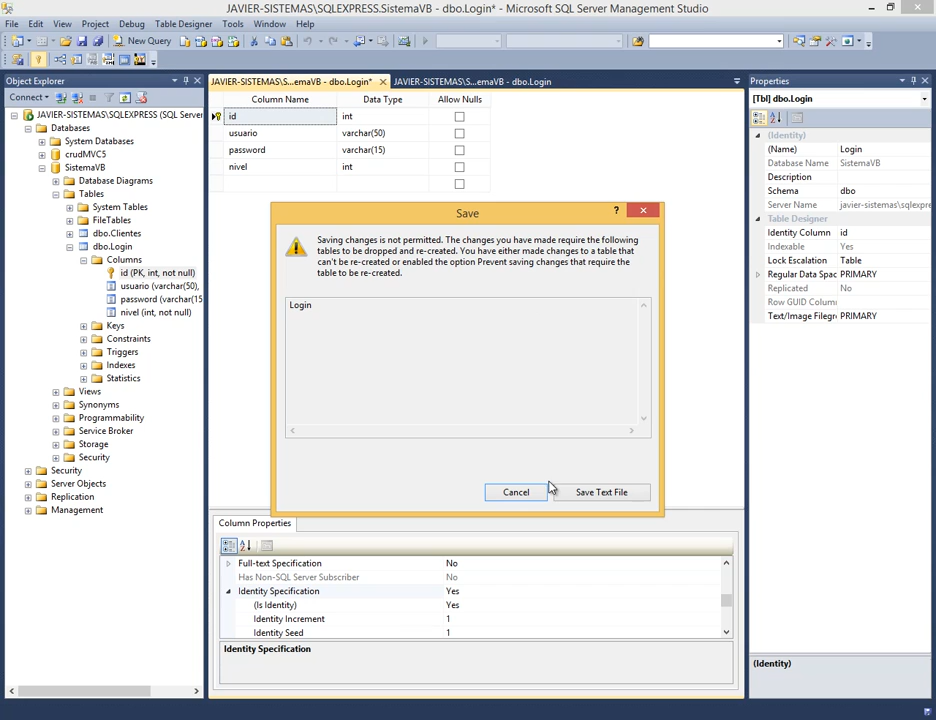 JAVIER-SISTEMAS\SQLEXPRESS.SistemaVB - dbo.Login* - Microsoft SQL Server Management Studio
File Edit View Project Debug Table Designer Tools Window Help
New Query
Object Explorer
JAVIER-SISTEMAS\S...emaVB - dbo.Login*
JAVIER-SISTEMAS\S...emaVB - dbo.Login
Properties
Connect
[Tbl] dbo.Login
JAVIER-SISTEMAS\SQLEXPRESS (SQL Server
Databases
System Databases
crudMVC5
SistemaVB
Database Diagrams
Tables
System Tables
FileTables
dbo.Clientes
dbo.Login
Columns
id (PK, int, not null)
usuario (varchar(50),
password (varchar(15
nivel (int, not null)
Keys
Constraints
Triggers
Indexes
Statistics
Views
Synonyms
Programmability
Service Broker
Storage
Security
Security
Server Objects
Replication
Management
Column Name Data Type Allow Nulls
id int
usuario varchar(50)
password varchar(15)
nivel int
Save
?
Saving changes is not permitted. The changes you have made require the following
tables to be dropped and re-created. You have either made changes to a table that
can't be re-created or enabled the option Prevent saving changes that require the
table to be re-created.
Login
Cancel
Save Text File
Column Properties
Full-text Specification No
Has Non-SQL Server Subscriber No
Identity Specification Yes
(Is Identity) Yes
Identity Increment 1
Identity Seed 1
Identity Specification
(Identity)
(Name) Login
Database Name SistemaVB
Description
Schema dbo
Server Name javier-sistemas\sqlexpre
Table Designer
Identity Column id
Indexable Yes
Lock Escalation Table
Regular Data Spac PRIMARY
Replicated No
Row GUID Column
Text/Image Filegr PRIMARY
(Identity)